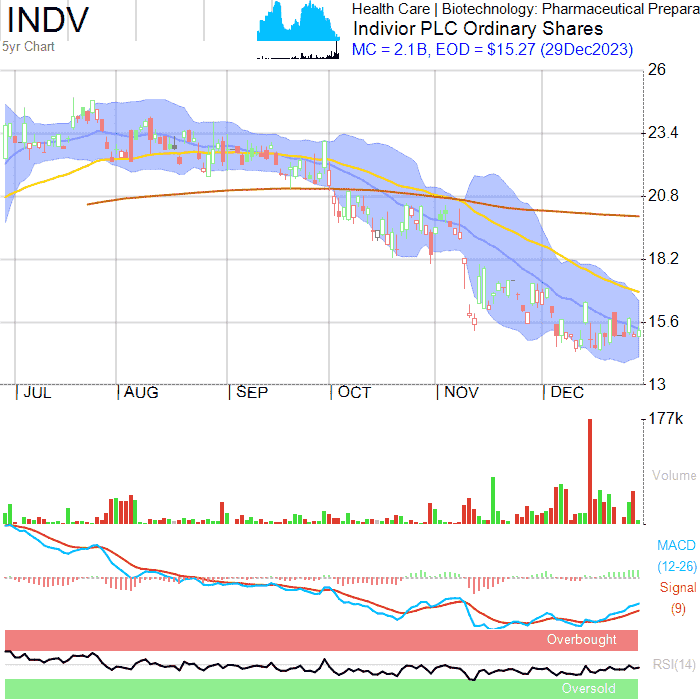 INDV
5yr Chart
Health Care | Biotechnology: Pharmaceutical Prepara
Indivior PLC Ordinary Shares
MC = 2.1B, EOD = $15.27 (29Dec2023)
26
23.4
20.8
18.2
15.6
13
JUL AUG SEP OCT NOV DEC
177k
Volume
MACD
(12-26)
Signal
(9)
Overbought
RSI(14)
Oversold